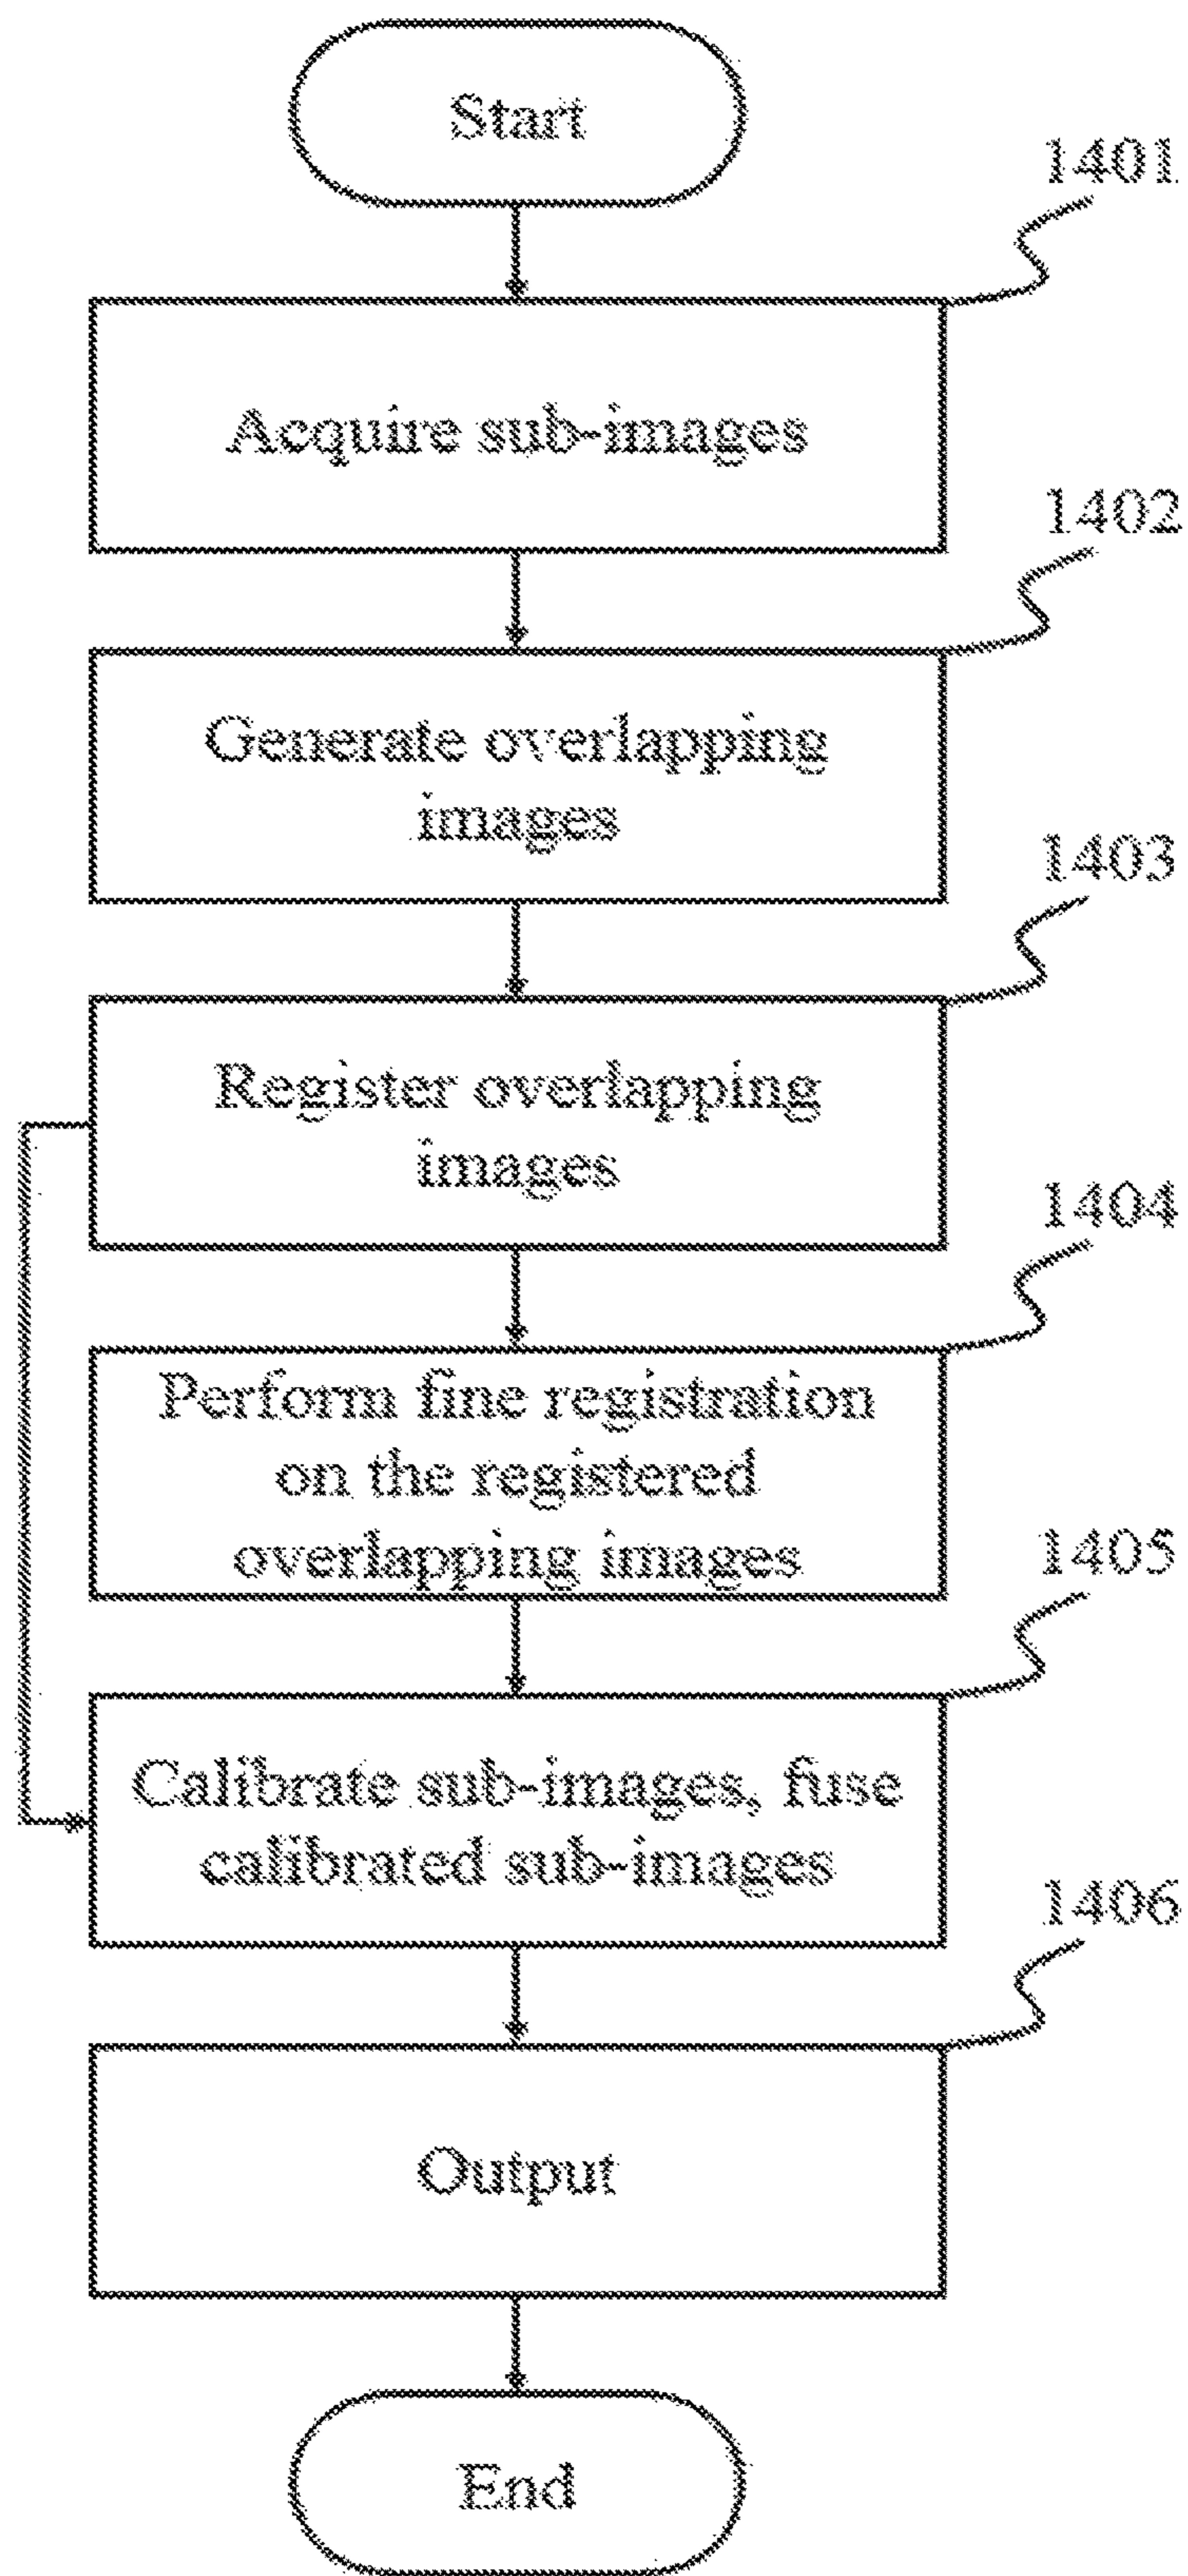 Start
1401
Acquire sub-images
1402
Generate overlapping
images
1403
Register overlapping
images
1404
Perform fine registration
on the registered
overlapping images
1405
Calibrate sub-images, fuse
calibrated sub-images
1406
Output
End